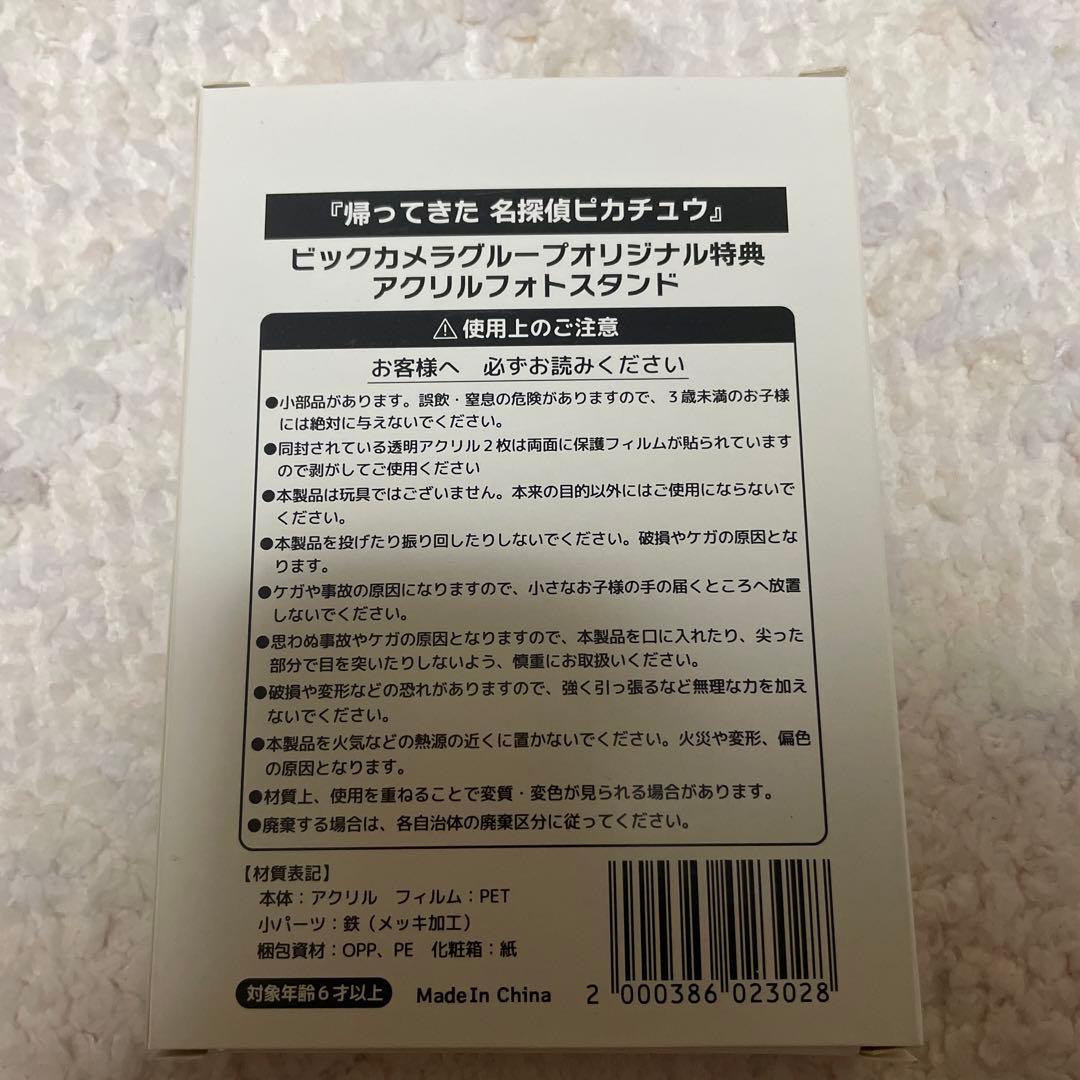 『帰ってきた 名探偵ピカチュウ』
ビックカメラグループオリジナル特典
アクリルフォトスタンド
⚠使用上のご注意
お客様へ 必ずお読みください
●小部品があります。誤飲・窒息の危険がありますので、3歳未満のお子様
には絶対に与えないでください。
●同封されている透明アクリル2枚は両面に保護フィルムが貼られています
ので剥がしてご使用ください
●本製品は玩具ではございません。本来の目的以外にはご使用にならないで
ください。
●本製品を投げたり振り回したりしないでください。破損やケガの原因とな
ります。
●ケガや事故の原因になりますので、小さなお子様の手の届くところへ放置
しないでください。
●思わぬ事故やケガの原因となりますので、本製品を口に入れたり、尖った
部分で目を突いたりしないよう、慎重にお取扱いください。
●破損や変形などの恐れがありますので、強く引っ張るなど無理な力を加え
ないでください。
●本製品を火気などの熱源の近くに置かないでください。火災や変形、偏色
の原因となります。
●材質上、使用を重ねることで変質・変色が見られる場合があります。
●廃棄する場合は、各自治体の廃棄区分に従ってください。
【材質表記】
本体：アクリル フィルム：PET
小パーツ：鉄（メッキ加工）
梱包資材：OPP、PE 化粧箱：紙
対象年齢6才以上 MadeIn China 2 000386 023028